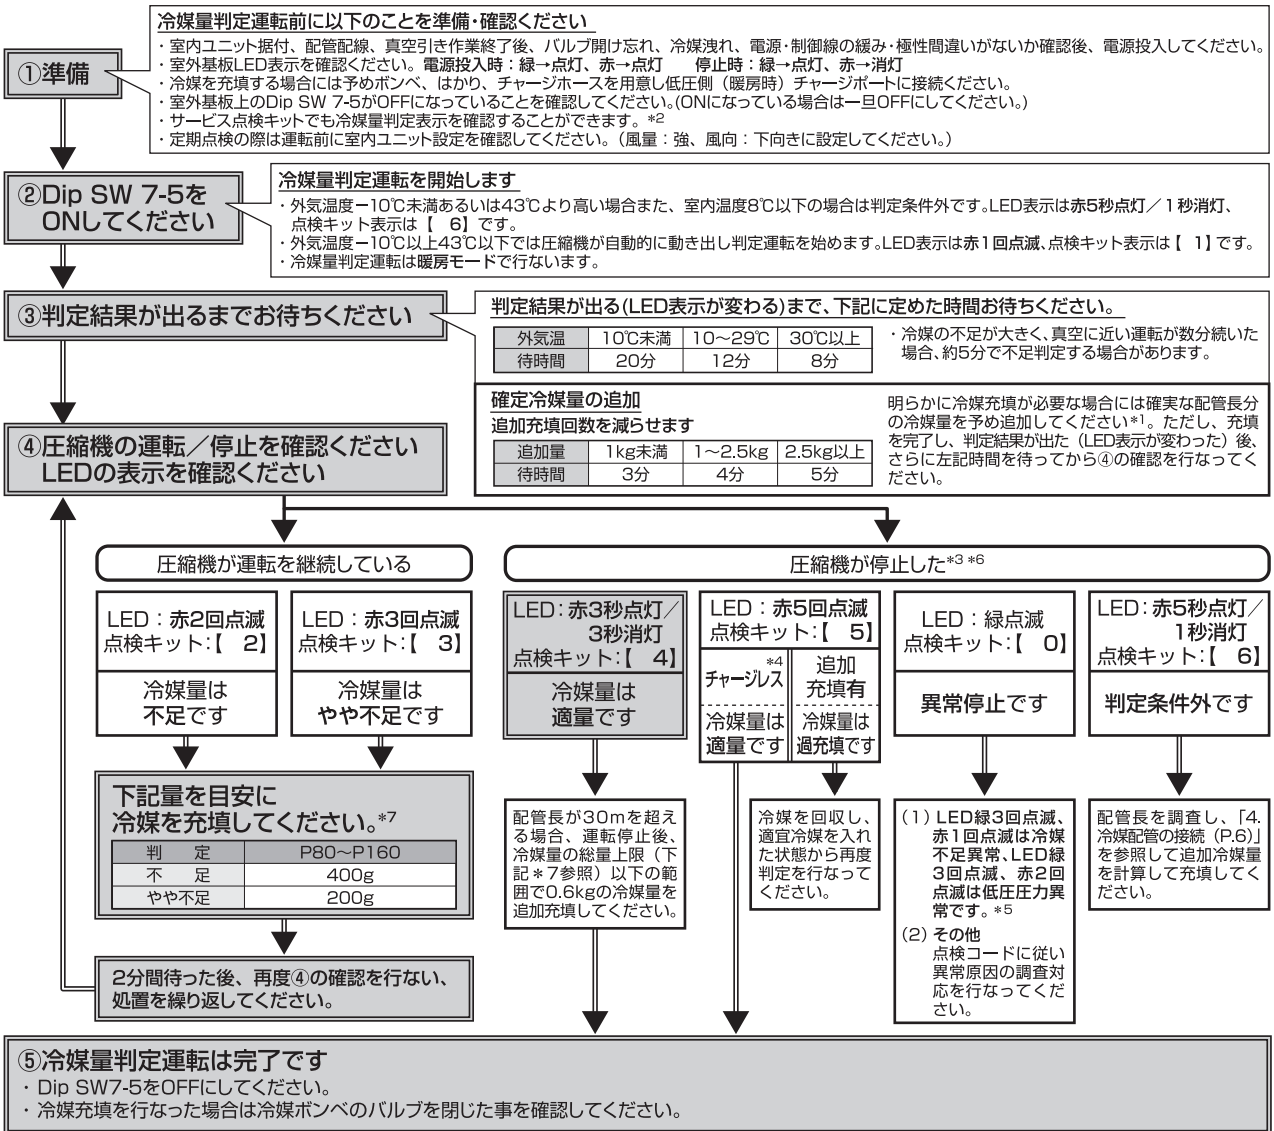 冷媒量判定運転前に以下のことを準備・確認ください
①準備
・室内ユニット据付、配管配線、真空引き作業終了後、バルブ開け忘れ、冷媒洩れ、電源・制御線の緩み・極性間違いがないか確認後、電源投入してください。
・室外基板LED表示を確認ください。電源投入時：緑→点灯、赤→点灯　停止時：緑→点灯、赤→消灯
・冷媒を充填する場合には予めボンベ、はかり、チャージホースを用意し低圧側（暖房時）チャージポートに接続ください。
・室外基板上のDip SW 7-5がOFFになっていることを確認してください。(ONになっている場合は一旦OFFにしてください。)
・サービス点検キットでも冷媒量判定表示を確認することができます。*2
・定期点検の際は運転前に室内ユニット設定を確認してください。（風量：強、風向：下向きに設定してください。）
②Dip SW 7-5を
ONしてください
冷媒量判定運転を開始します
・外気温度－10℃未満あるいは43℃より高い場合また、室内温度8℃以下の場合は判定条件外です。LED表示は赤5秒点灯／1秒消灯、
点検キット表示は【　6】です。
・外気温度－10℃以上43℃以下では圧縮機が自動的に動き出し判定運転を始めます。LED表示は赤1回点滅、点検キット表示は【　1】です。
・冷媒量判定運転は暖房モードで行ないます。
③判定結果が出るまでお待ちください
判定結果が出る(LED表示が変わる)まで、下記に定めた時間お待ちください。
外気温　10℃未満　10～29℃　30℃以上
待時間　20分　12分　8分
・冷媒の不足が大きく、真空に近い運転が数分続いた
場合、約5分で不足判定する場合があります。
④圧縮機の運転／停止を確認ください
LEDの表示を確認ください
確定冷媒量の追加
追加充填回数を減らせます
追加量　1kg未満　1～2.5kg　2.5kg以上
待時間　3分　4分　5分
明らかに冷媒充填が必要な場合には確実な配管長分
の冷媒量を予め追加してください*1。ただし、充填
を完了し、判定結果が出た（LED表示が変わった）後、
さらに左記時間を待ってから④の確認を行なってく
ださい。
圧縮機が運転を継続している
LED：赤2回点滅
点検キット：【　2】
冷媒量は
不足です
LED：赤3回点滅
点検キット：【　3】
冷媒量は
やや不足です
下記量を目安に
冷媒を充填してください。*7
判　定　P80～P160
不　足　400g
やや不足　200g
2分間待った後、再度④の確認を行ない、
処置を繰り返してください。
圧縮機が停止した*3 *6
LED：赤3秒点灯／
3秒消灯
点検キット：【　4】
冷媒量は
適量です
配管長が30mを超え
る場合、運転停止後、
冷媒量の総量上限（下
記＊7参照）以下の範
囲で0.6kgの冷媒量を
追加充填してください。
LED：赤5回点滅
点検キット：【　5】
*4
チャージレス
冷媒量は
適量です
追加
充填有
冷媒量は
過充填です
冷媒を回収し、
適宜冷媒を入れ
た状態から再度
判定を行なって
ください。
LED：緑点滅
点検キット：【　0】
異常停止です
(1) LED緑3回点滅、
赤1回点滅は冷媒
不足異常、LED緑
3回点滅、赤2回
点滅は低圧圧力異
常です。*5
(2) その他
点検コードに従い
異常原因の調査対
応を行なってくだ
さい。
LED：赤5秒点灯／
1秒消灯
点検キット：【　6】
判定条件外です
配管長を調査し、「4.
冷媒配管の接続（P.6）」
を参照して追加冷媒量
を計算して充填してく
ださい。
⑤冷媒量判定運転は完了です
・Dip SW7-5をOFFにしてください。
・冷媒充填を行なった場合は冷媒ボンベのバルブを閉じた事を確認してください。